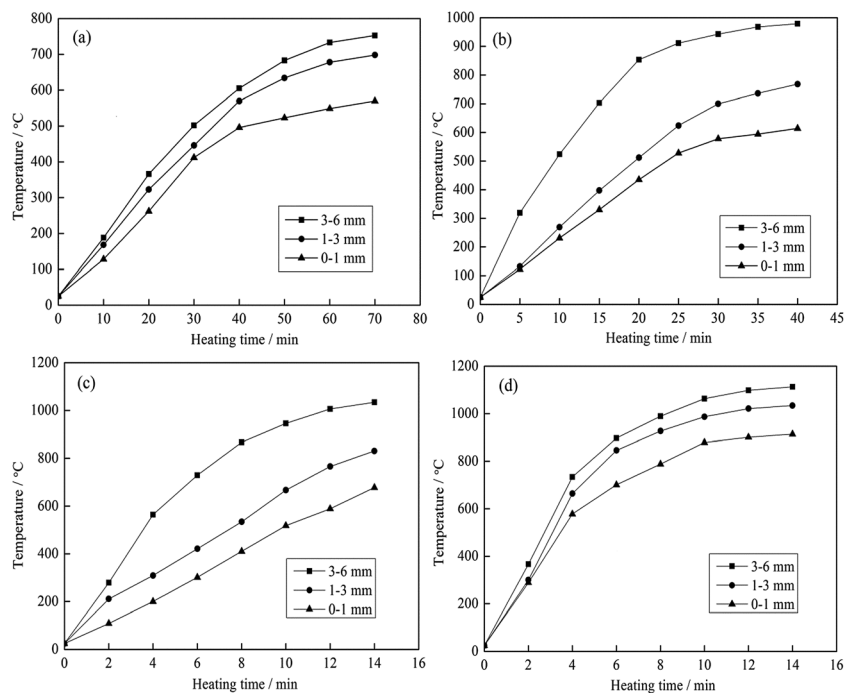 (a)
Temperature / °C
800
700
600
500
400
300
200
100
0
0 10 20 30 40 50 60 70 80
Heating time / min
3-6 mm
1-3 mm
0-1 mm
(b)
Temperature / °C
1000
900
800
700
600
500
400
300
200
100
0
0 5 10 15 20 25 30 35 40 45
Heating time / min
3-6 mm
1-3 mm
0-1 mm
(c)
Temperature / °C
1200
1000
800
600
400
200
0
0 2 4 6 8 10 12 14 16
Heating time / min
3-6 mm
1-3 mm
0-1 mm
(d)
Temperature / °C
1200
1000
800
600
400
200
0
0 2 4 6 8 10 12 14 16
Heating time / min
3-6 mm
1-3 mm
0-1 mm